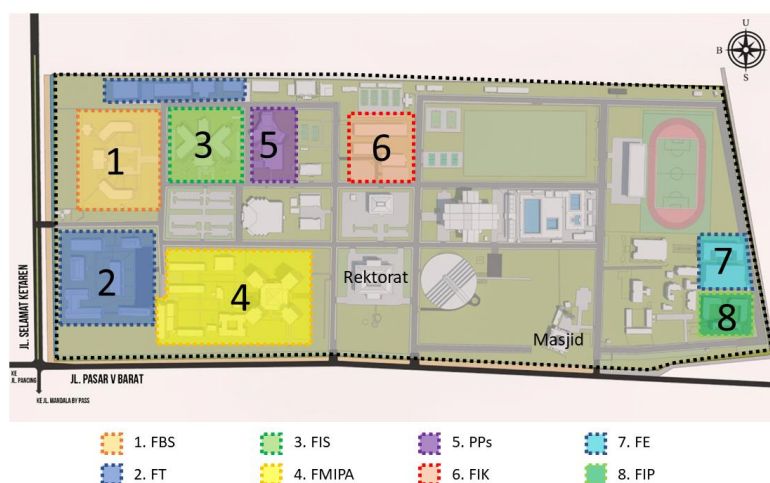 U
B
T
S
1
3
5
6
2
4
Rektorat
7
8
Masjid
JL. SELAMAT KETAREN
KE
JL. PANCING
JL. PASAR V BARAT
KE JL. MANDALA BY PASS
1. FBS
3. FIS
5. PPs
7. FE
2. FT
4. FMIPA
6. FIK
8. FIP